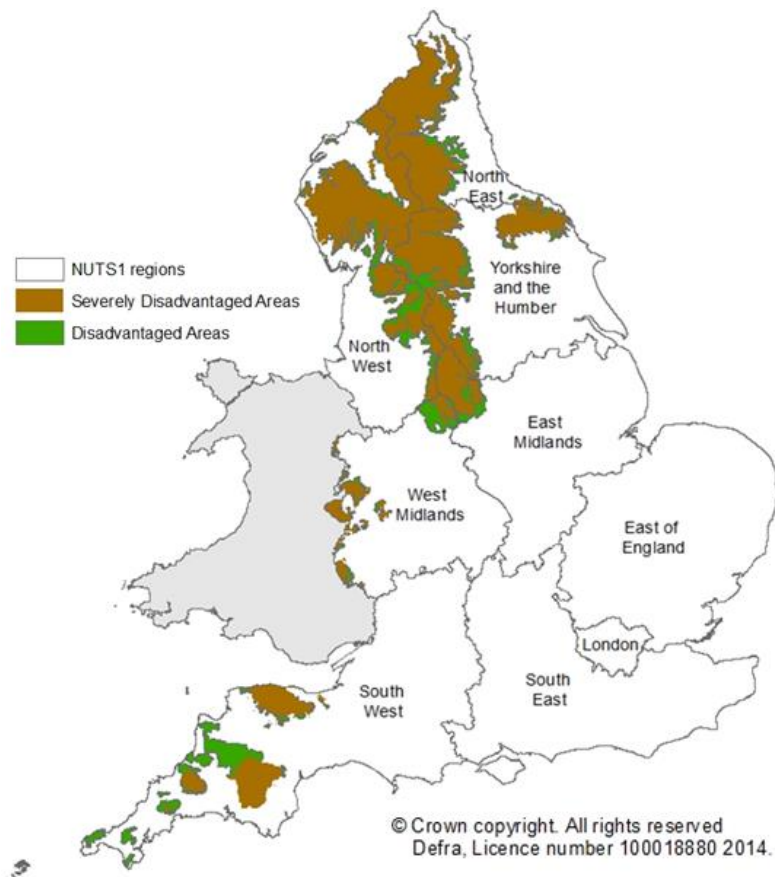 North
East
NUTS1 regions
Severely Disadvantaged Areas
Disadvantaged Areas
Yorkshire
and the
Humber
North
West
East
Midlands
West
Midlands
East of
England
London
South
West
South
East
© Crown copyright. All rights reserved
Defra, Licence number 100018880 2014.